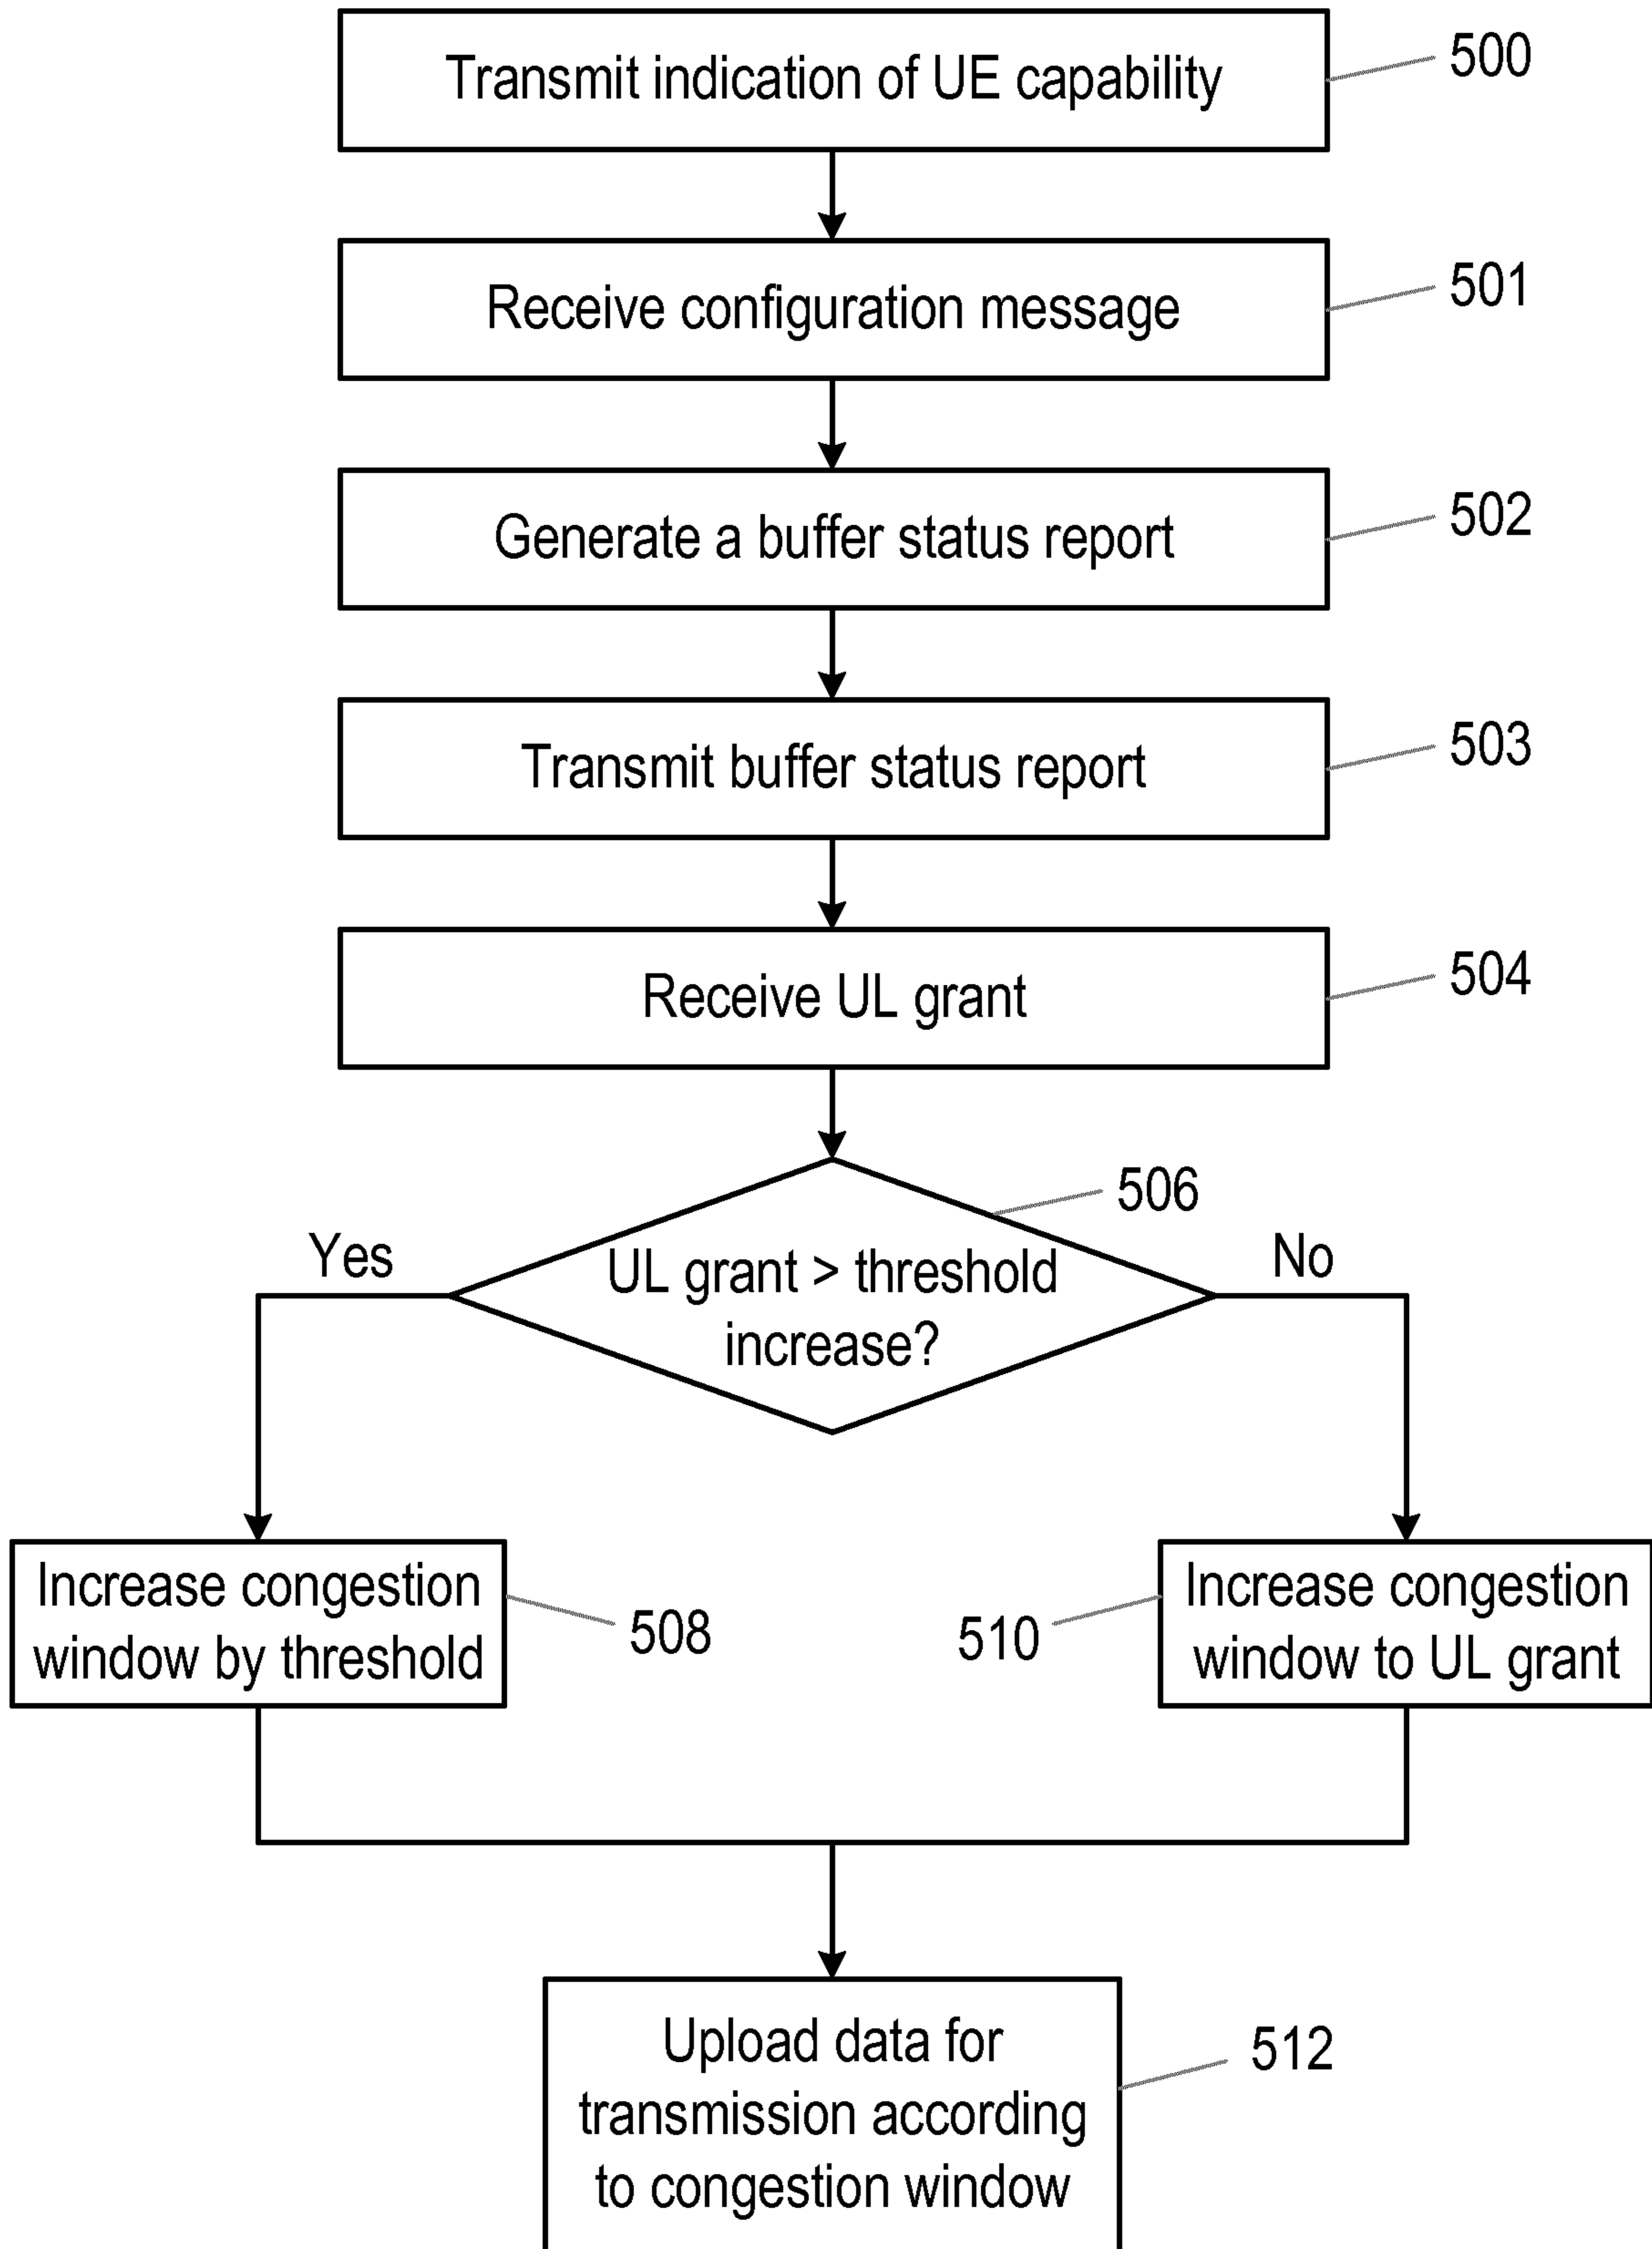 Transmit indication of UE capability
500
Receive configuration message
501
Generate a buffer status report
502
Transmit buffer status report
503
Receive UL grant
504
506
Yes
UL grant > threshold
increase?
No
Increase congestion
window by threshold
508
510
Increase congestion
window to UL grant
Upload data for
transmission according
to congestion window
512